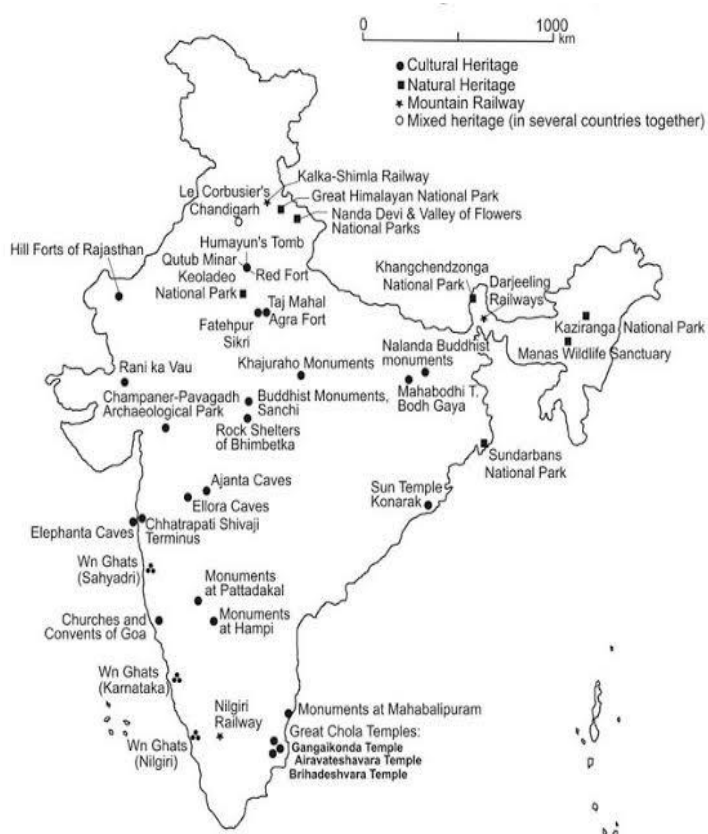 0 1000
km
Cultural Heritage
Natural Heritage
Mountain Railway
Mixed heritage (in several countries together)
Kalka-Shimla Railway
Le Corbusier's
Chandigarh
Great Himalayan National Park
Nanda Devi & Valley of Flowers
National Parks
Hill Forts of Rajasthan
Humayun's Tomb
Qutub Minar
Red Fort
Keoladeo
National Park
Taj Mahal
Agra Fort
Fatehpur
Sikri
Khangchendzonga
National Park
Darjeeling
Railways
Kaziranga National Park
Manas Wildlife Sanctuary
Rani ka Vau
Khajuraho Monuments
Nalanda Buddhist
monuments
Mahabodhi T.
Bodh Gaya
Champaner-Pavagadh
Archaeological Park
Buddhist Monuments,
Sanchi
Rock Shelters
of Bhimbetka
Sundarbans
National Park
Ajanta Caves
Ellora Caves
Sun Temple
Konarak
Elephanta Caves
Chhatrapati Shivaji
Terminus
Wn Ghats
(Sahyadri)
Monuments
at Pattadakal
Churches and
Convents of Goa
Monuments
at Hampi
Wn Ghats
(Karnataka)
Nilgiri
Railway
Monuments at Mahabalipuram
Wn Ghats
(Nilgiri)
Great Chola Temples:
Gangaikonda Temple
Airavateshavara Temple
Brihadeshvara Temple